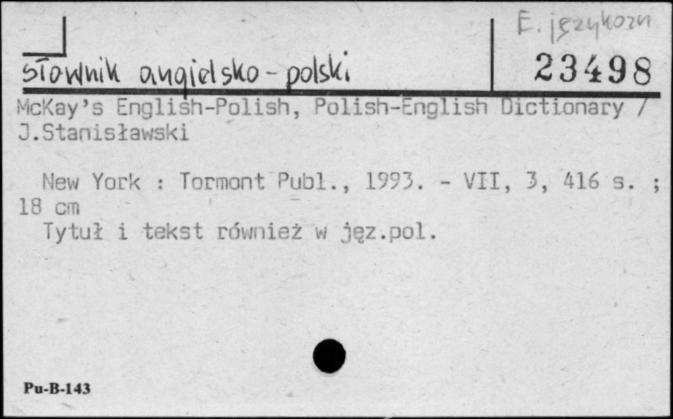 E. językozn
słownik angielsko-polski
23498
McKay's English-Polish, Polish-English Dictionary /
J.Stanisławski
New York : Tormont Publ., 1993. - VII, 3, 416 s. ;
18 cm
Tytuł i tekst również w jęz.pol.
Pu-B-143